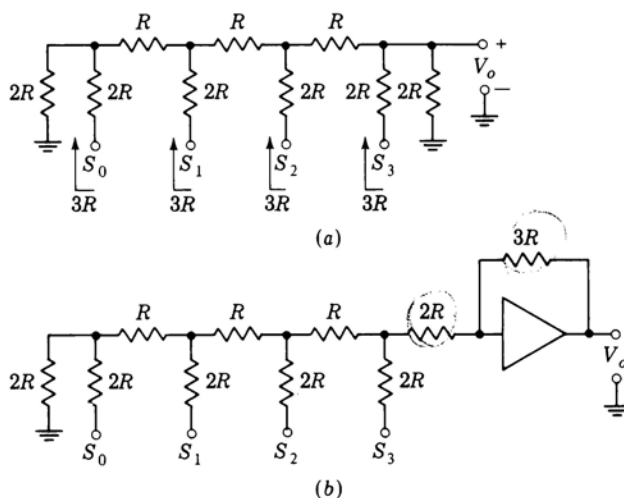 R R R
2R 2R 2R 2R 2R 2R
+
V_o
−
S_0 S_1 S_2 S_3
3R 3R 3R 3R
(a)
3R
R R R 2R
2R 2R 2R 2R 2R
V_o
S_0 S_1 S_2 S_3
(b)